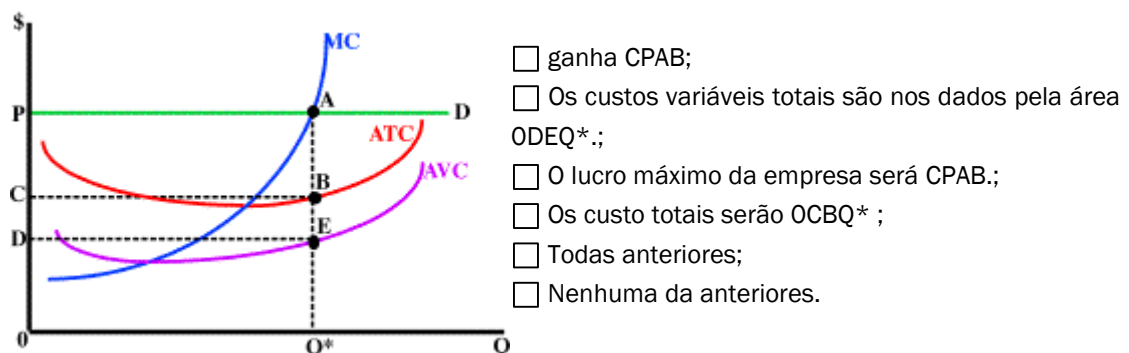 $
MC
P
A
D
ATC
AVC
C
B
D
E
0
Q*
Q
ganha CPAB;
Os custos variáveis totais são nos dados pela área
0DEQ*.;
O lucro máximo da empresa será CPAB.;
Os custo totais serão 0CBQ* ;
Todas anteriores;
Nenhuma da anteriores.